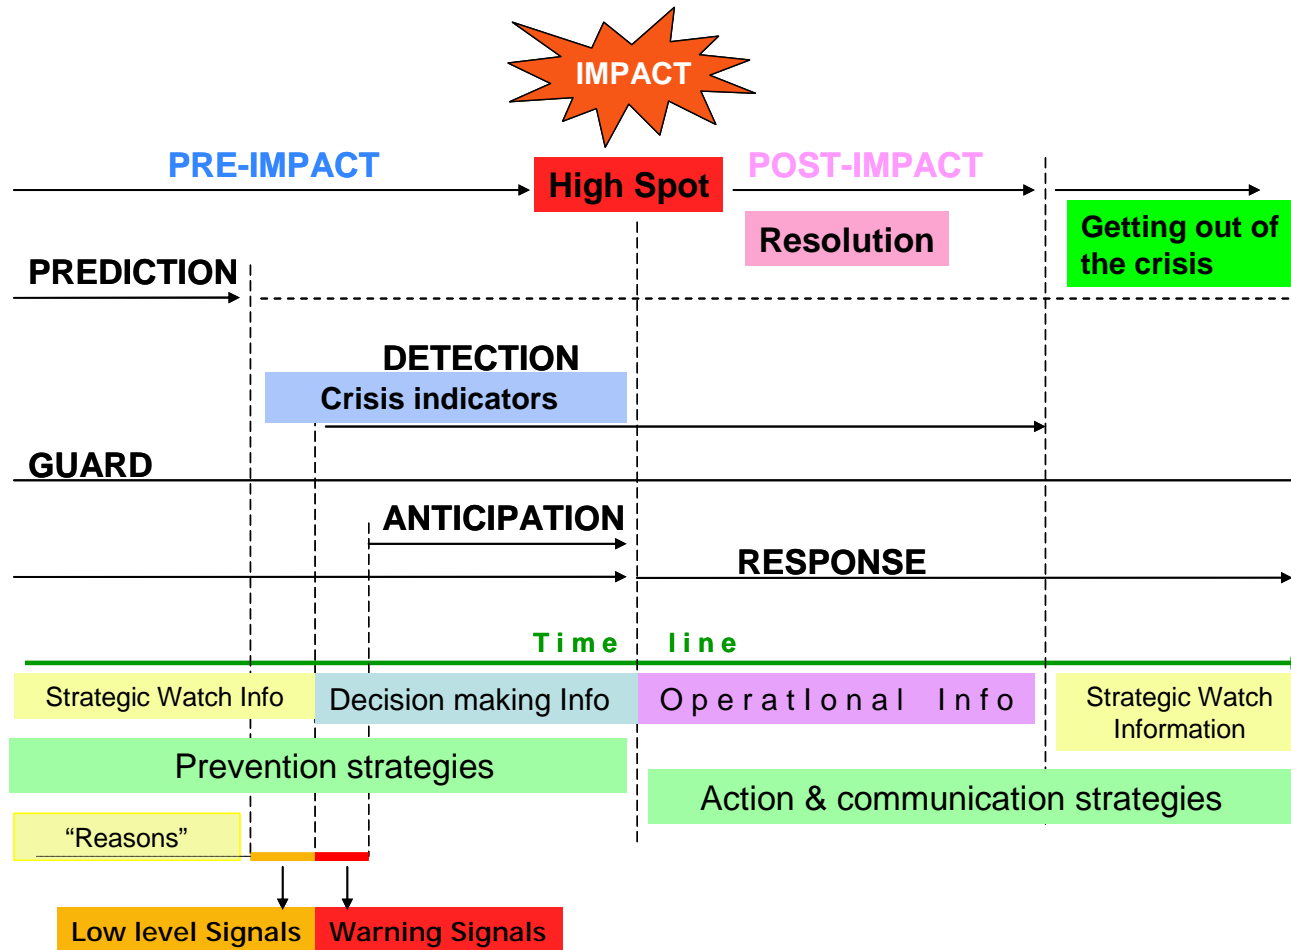 IMPACT
PRE-IMPACT
High Spot
POST-IMPACT
Resolution
Getting out of
the crisis
PREDICTION
DETECTION
Crisis indicators
GUARD
ANTICIPATION
RESPONSE
Time line
Strategic Watch Info
Decision making Info
OperatIonal Info
Strategic Watch
Information
Prevention strategies
Action & communication strategies
“Reasons”
Low level Signals
Warning Signals